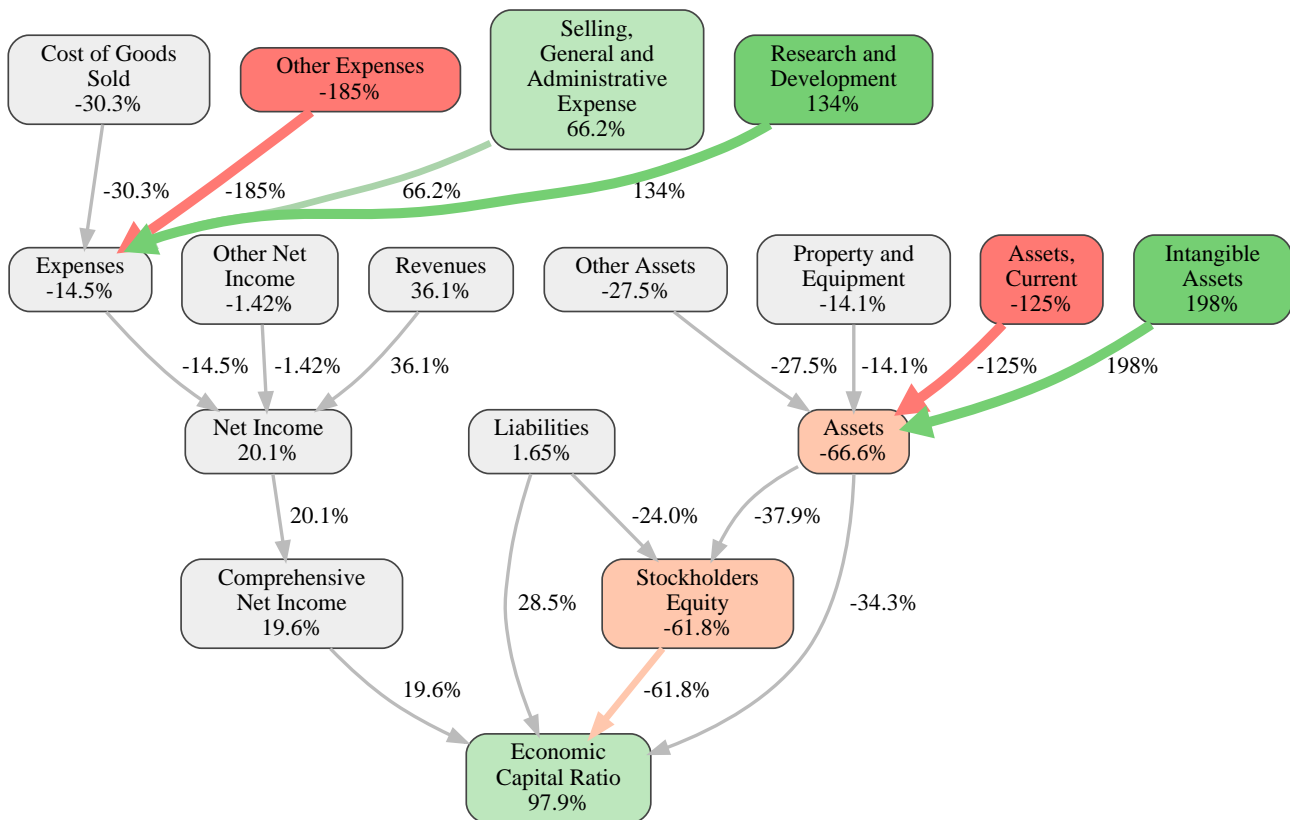 Cost of Goods
Sold
-30.3%
Other Expenses
-185%
Selling,
General and
Administrative
Expense
66.2%
Research and
Development
134%
-30.3%
-185%
66.2%
134%
Expenses
-14.5%
Other Net
Income
-1.42%
Revenues
36.1%
Other Assets
-27.5%
Property and
Equipment
-14.1%
Assets,
Current
-125%
Intangible
Assets
198%
-14.5%
-1.42%
36.1%
-27.5%
-14.1%
-125%
198%
Net Income
20.1%
Liabilities
1.65%
Assets
-66.6%
20.1%
-24.0%
-37.9%
Comprehensive
Net Income
19.6%
28.5%
Stockholders
Equity
-61.8%
-34.3%
19.6%
-61.8%
Economic
Capital Ratio
97.9%